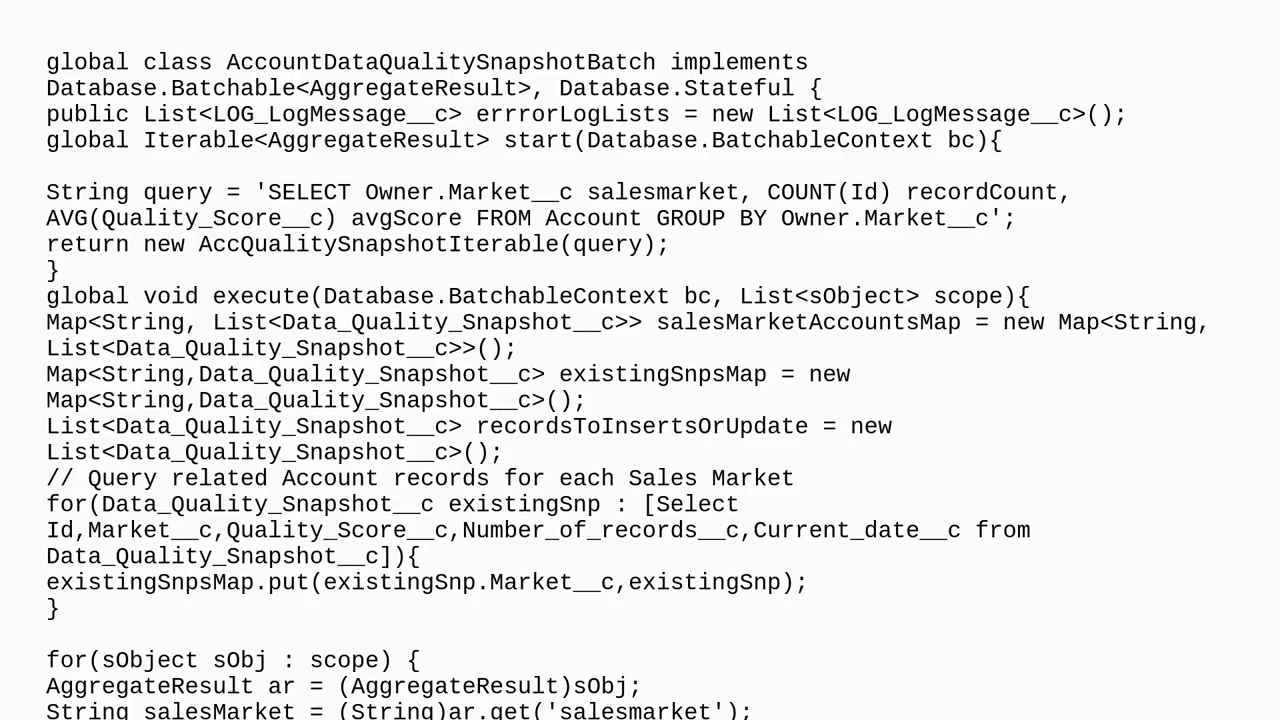 global class AccountDataQualitySnapshotBatch implements
Database.Batchable<AggregateResult>, Database.Stateful {
public List<LOG_LogMessage__c> errrorLogLists = new List<LOG_LogMessage__c>();
global Iterable<AggregateResult> start(Database.BatchableContext bc){
String query = 'SELECT Owner.Market__c salesmarket, COUNT(Id) recordCount,
AVG(Quality_Score__c) avgScore FROM Account GROUP BY Owner.Market__c';
return new AccQualitySnapshotIterable(query);
}
global void execute(Database.BatchableContext bc, List<sObject> scope){
Map<String, List<Data_Quality_Snapshot__c>> salesMarketAccountsMap = new Map<String,
List<Data_Quality_Snapshot__c>>();
Map<String,Data_Quality_Snapshot__c> existingSnpsMap = new
Map<String,Data_Quality_Snapshot__c>();
List<Data_Quality_Snapshot__c> recordsToInsertsOrUpdate = new
List<Data_Quality_Snapshot__c>();
// Query related Account records for each Sales Market
for(Data_Quality_Snapshot__c existingSnp : [Select
Id,Market__c,Quality_Score__c,Number_of_records__c,Current_date__c from
Data_Quality_Snapshot__c]){
existingSnpsMap.put(existingSnp.Market__c,existingSnp);
}
for(sObject sObj : scope) {
AggregateResult ar = (AggregateResult)sObj;
String salesMarket = (String)ar.get('salesmarket');